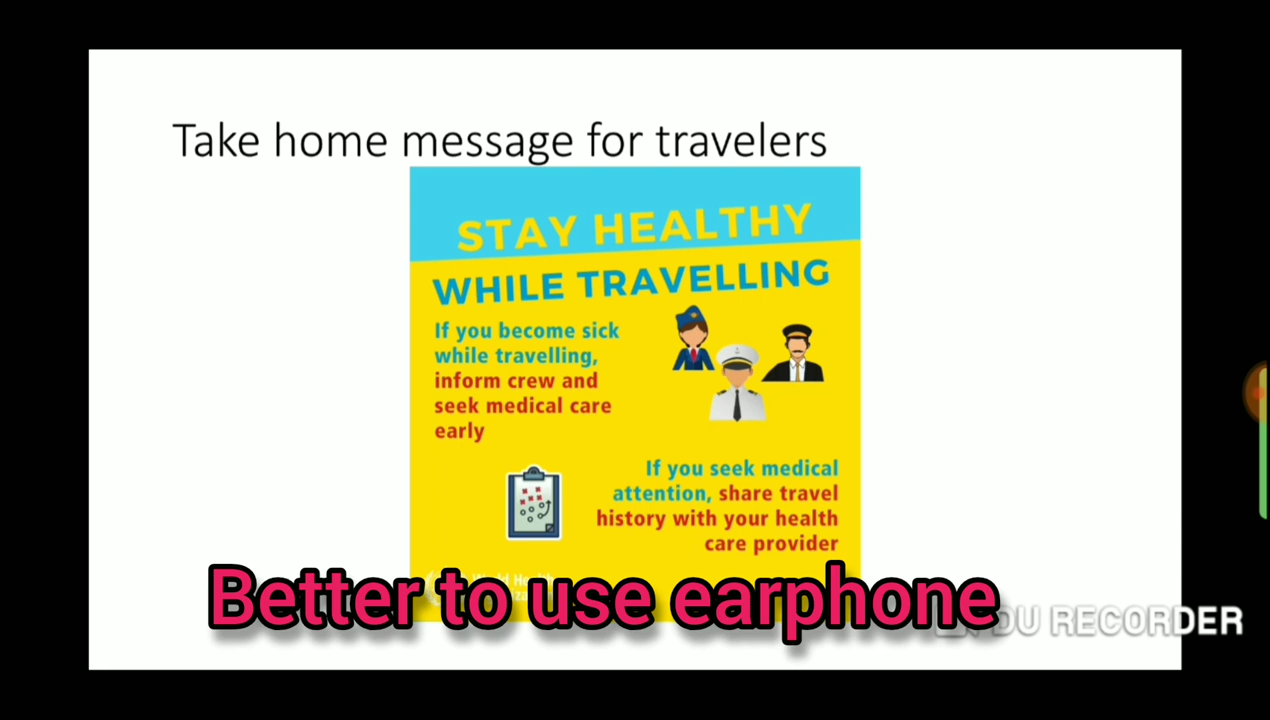 Take home message for travelers
STAY HEALTHY
WHILE TRAVELLING
If you become sick
while travelling,
inform crew and
seek medical care
early
If you seek medical
attention, share travel
history with your health
care provider
Better to use earphone
DU RECORDER